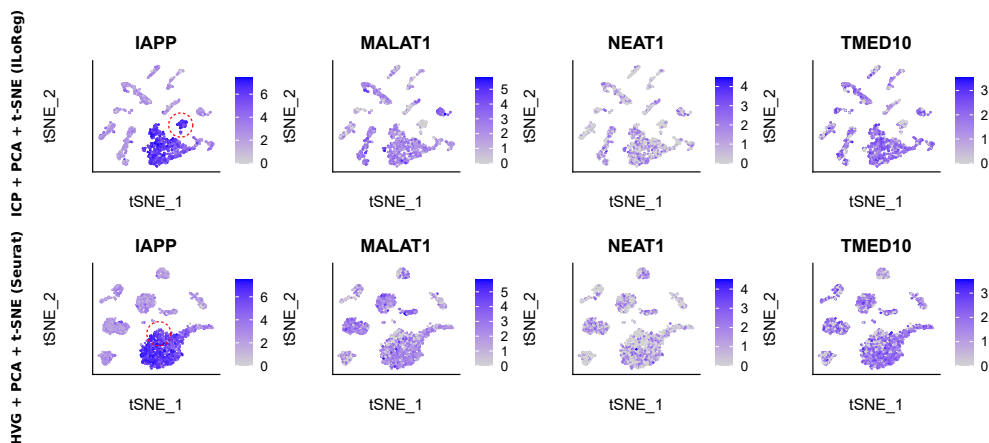 ICP + PCA + t-SNE (ILoReg)
IAPP
tSNE_2
6
4
2
0
tSNE_1
MALAT1
tSNE_2
5
4
3
2
1
0
tSNE_1
NEAT1
tSNE_2
4
3
2
1
0
tSNE_1
TMED10
tSNE_2
3
2
1
0
tSNE_1
HVG + PCA + t-SNE (Seurat)
IAPP
tSNE_2
6
4
2
0
tSNE_1
MALAT1
tSNE_2
5
4
3
2
1
0
tSNE_1
NEAT1
tSNE_2
4
3
2
1
0
tSNE_1
TMED10
tSNE_2
3
2
1
0
tSNE_1